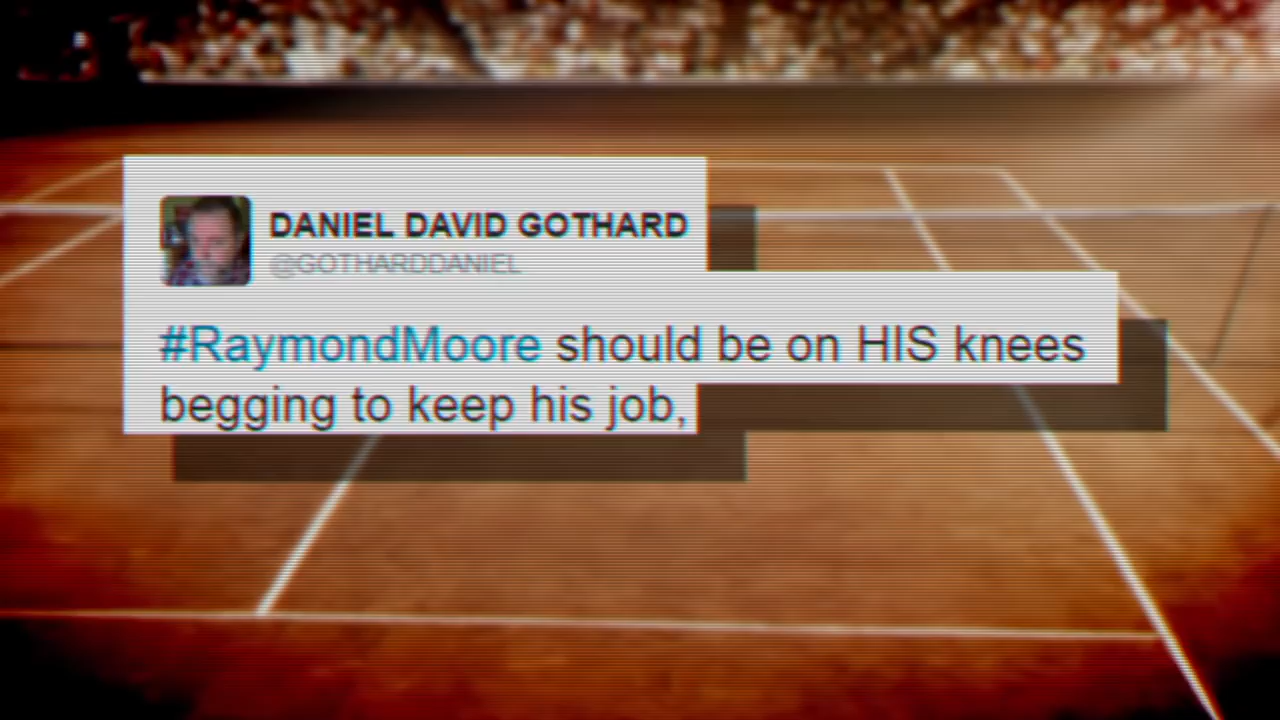 DANIEL DAVID GOTHARD
@GOTHARDDANIEL
#RaymondMoore should be on HIS knees
begging to keep his job,